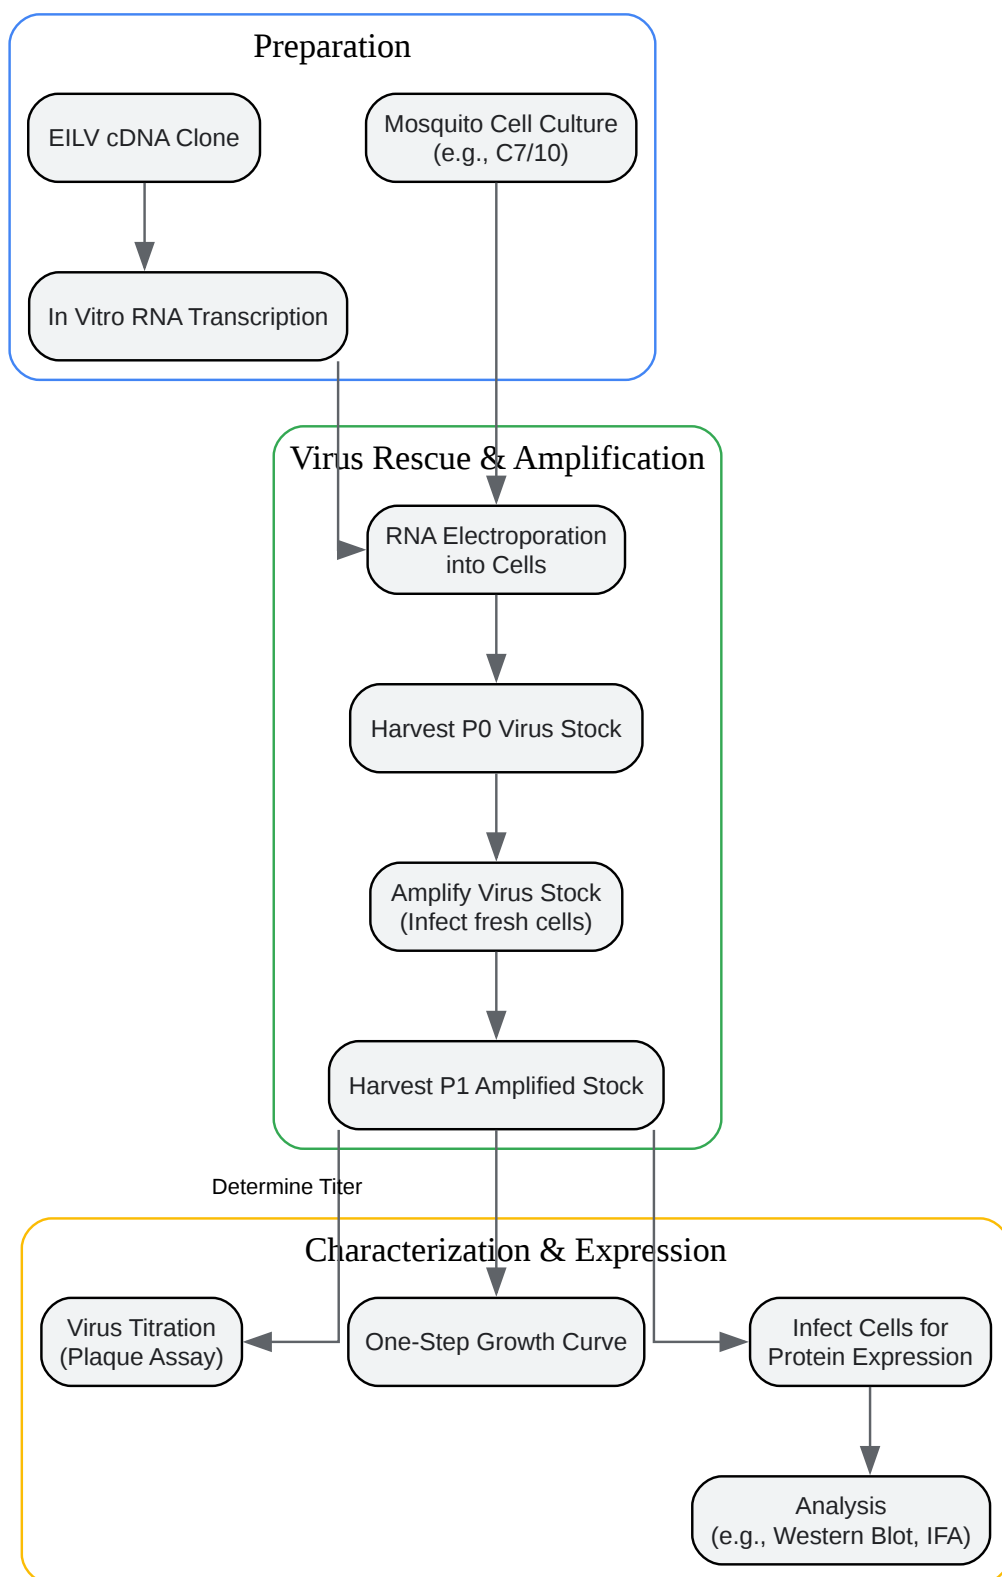 Preparation
EILV cDNA Clone
Mosquito Cell Culture
(e.g., C7/10)
In Vitro RNA Transcription
Virus Rescue & Amplification
RNA Electroporation
into Cells
Harvest P0 Virus Stock
Amplify Virus Stock
(Infect fresh cells)
Harvest P1 Amplified Stock
Determine Titer
Characterization & Expression
Virus Titration
(Plaque Assay)
One-Step Growth Curve
Infect Cells for
Protein Expression
Analysis
(e.g., Western Blot, IFA)